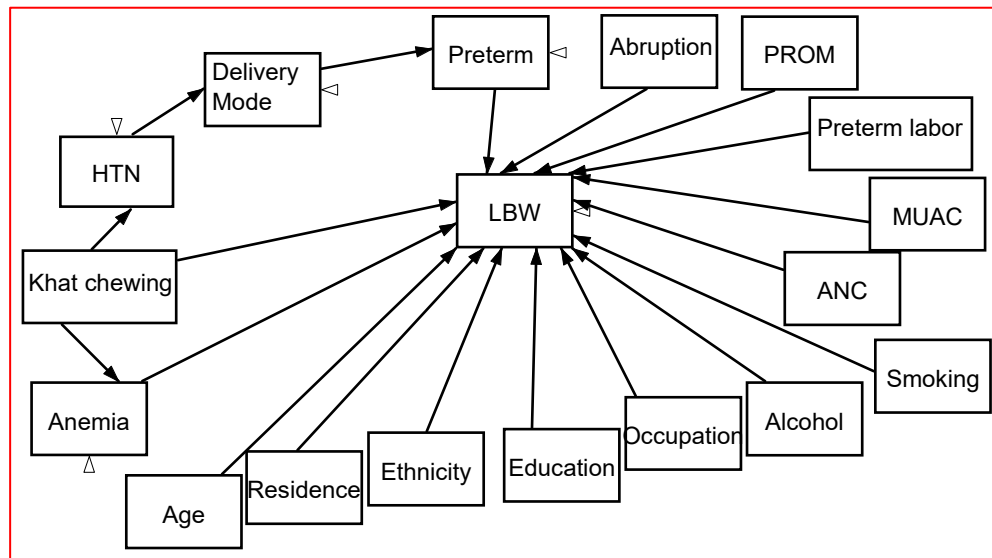 Abruption
PROM
Preterm
Delivery
Mode
Preterm labor
HTN
LBW
MUAC
Khat chewing
ANC
Smoking
Anemia
Alcohol
Occupation
Ethnicity
Education
Residence
Age